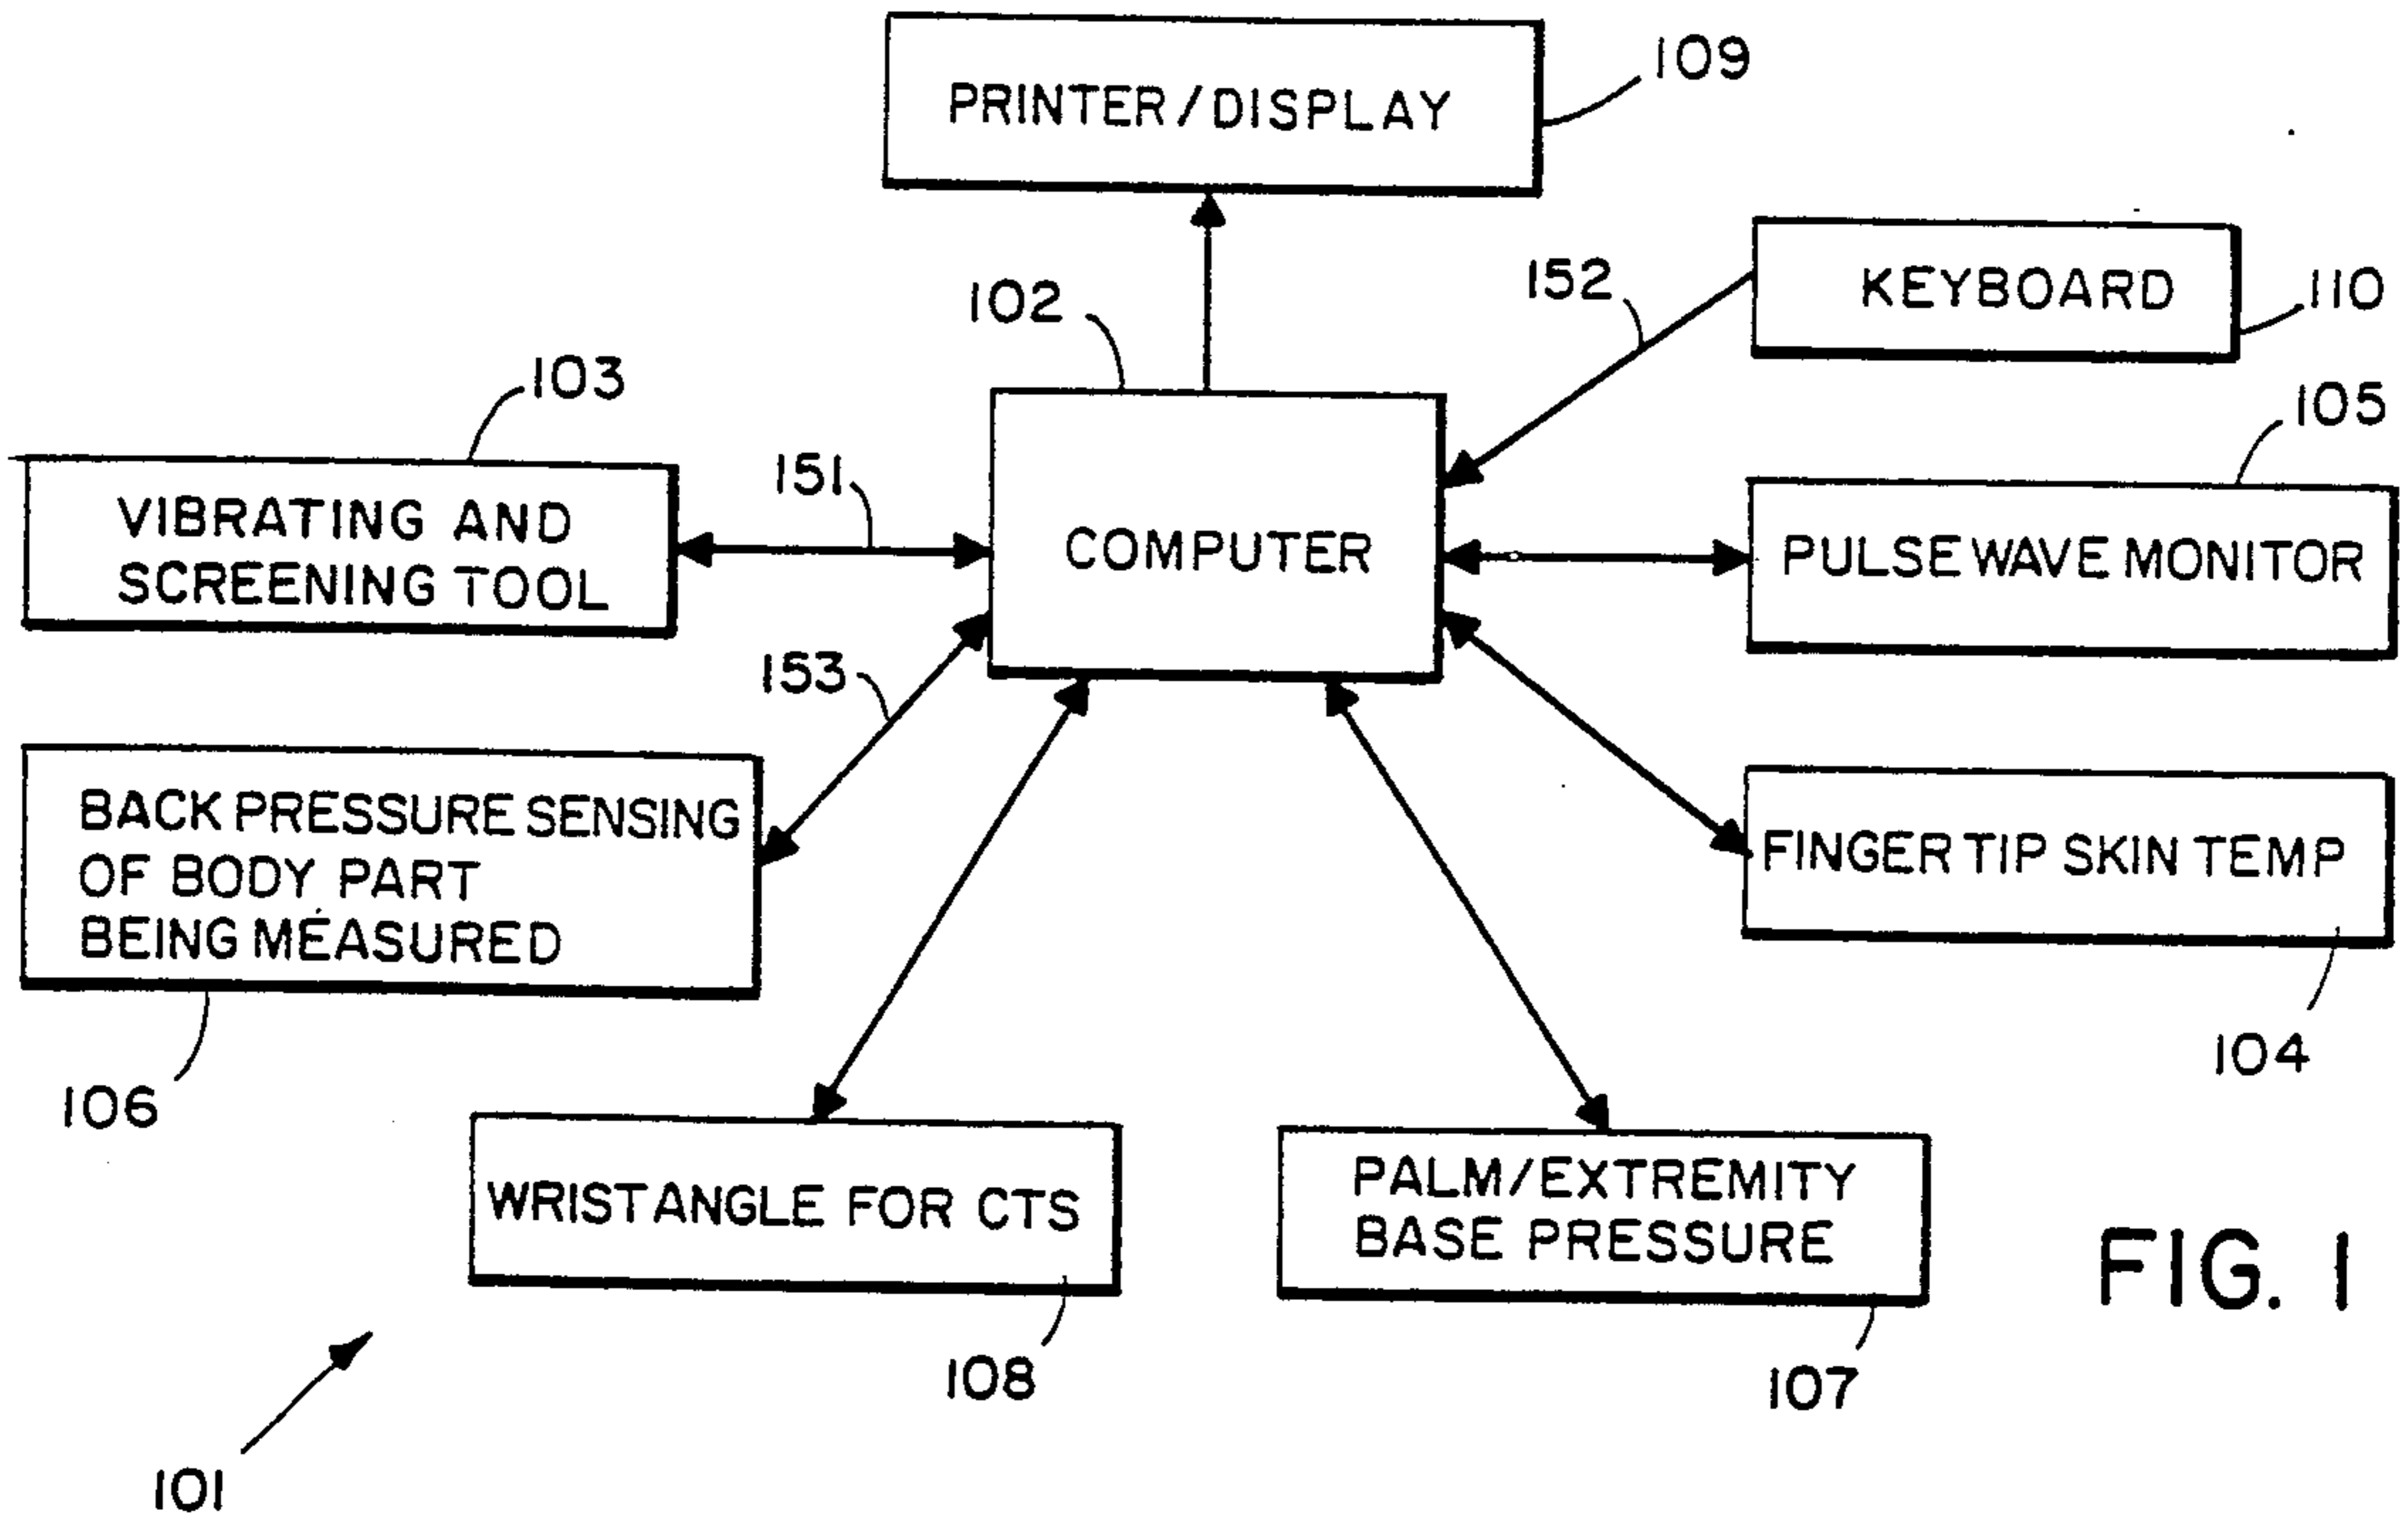 PRINTER/DISPLAY
109
KEYBOARD
110
152
102
103
105
VIBRATING AND
SCREENING TOOL
151
COMPUTER
PULSE WAVE MONITOR
153
BACK PRESSURE SENSING
OF BODY PART
BEING MEASURED
FINGER TIP SKIN TEMP
106
104
WRIST ANGLE FOR CTS
PALM/EXTREMITY
BASE PRESSURE
108
107
FIG. 1
101